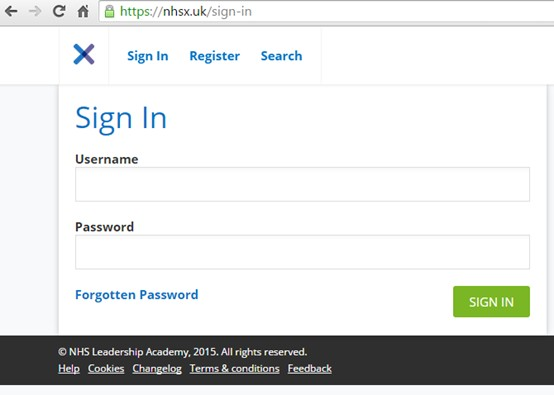 https://nhsx.uk/sign-in
Sign In Register Search
Sign In
Username
Password
Forgotten Password SIGN IN
© NHS Leadership Academy, 2015. All rights reserved.
Help Cookies Changelog Terms & conditions Feedback